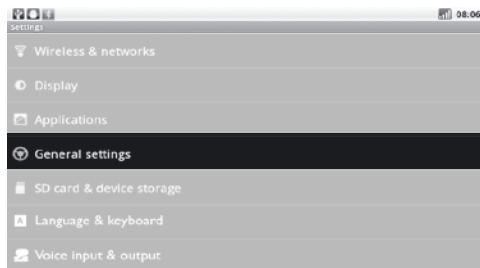 08:06
Settings
Wireless & networks
Display
Applications
General settings
SD card & device storage
Language & keyboard
Voice input & output